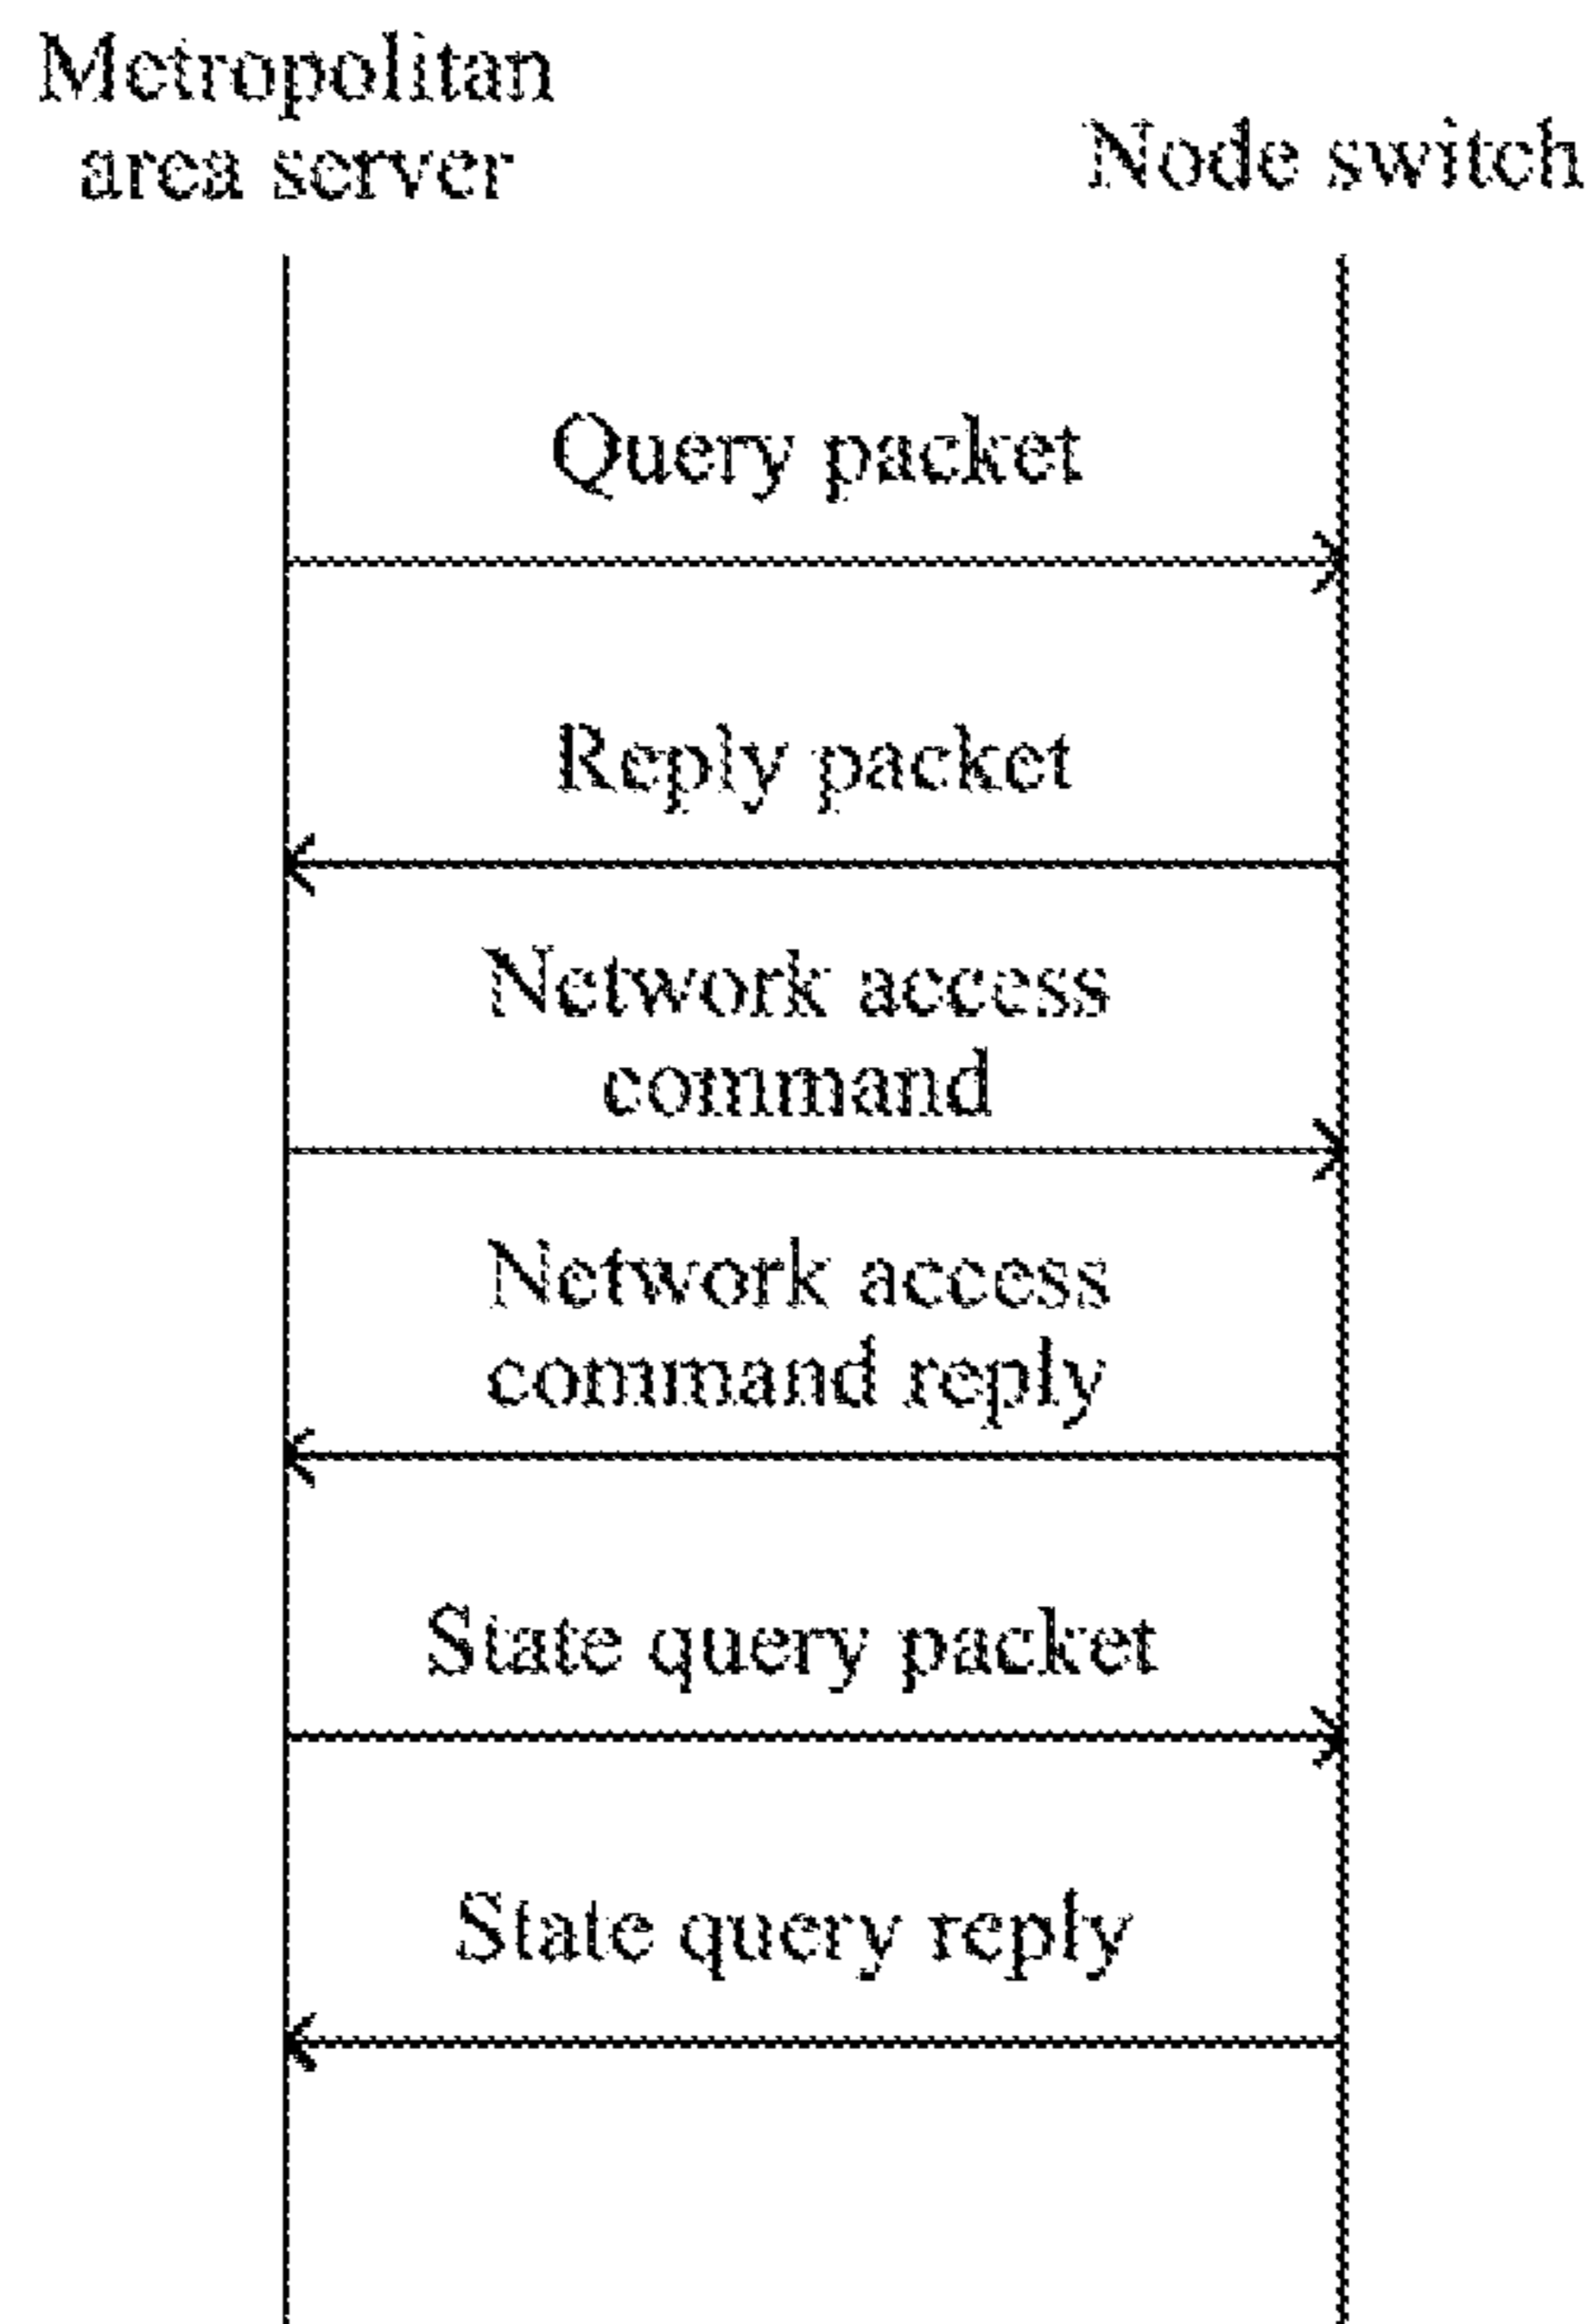 Metropolitan
area server
Node switch
Query packet
Reply packet
Network access
command
Network access
command reply
State query packet
State query reply